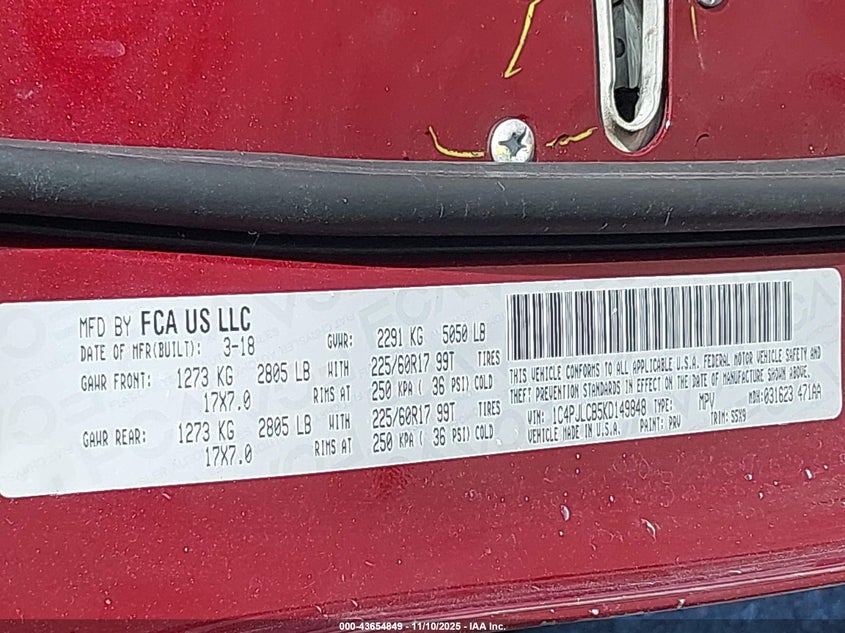 MFD BY FCA US LLC
DATE OF MFR(BUILT): 3-18 GVWR: 2291 KG 5050 LB
GAWR FRONT: 1273 KG 2805 LB WITH 225/60R17 99T TIRES
17X7.0 RIMS AT 250 KPA ( 36 PSI) COLD
GAWR REAR: 1273 KG 2805 LB WITH 225/60R17 99T TIRES
17X7.0 RIMS AT 250 KPA ( 36 PSI) COLD
THIS VEHICLE CONFORMS TO ALL APPLICABLE U.S.A. FEDERAL MOTOR VEHICLE SAFETY AND
THEFT PREVENTION STANDARDS IN EFFECT ON THE DATE OF MANUFACTURE SHOWN ABOVE.
VIN: 1C4PJLCB5KD149848 TYPE: MPV MDH: 031623 471AA
VEHICLE MADE IN U.S.A. PAINT: PRV TRIM: S5X9
000-43654849 - 11/10/2025 - IAA Inc.